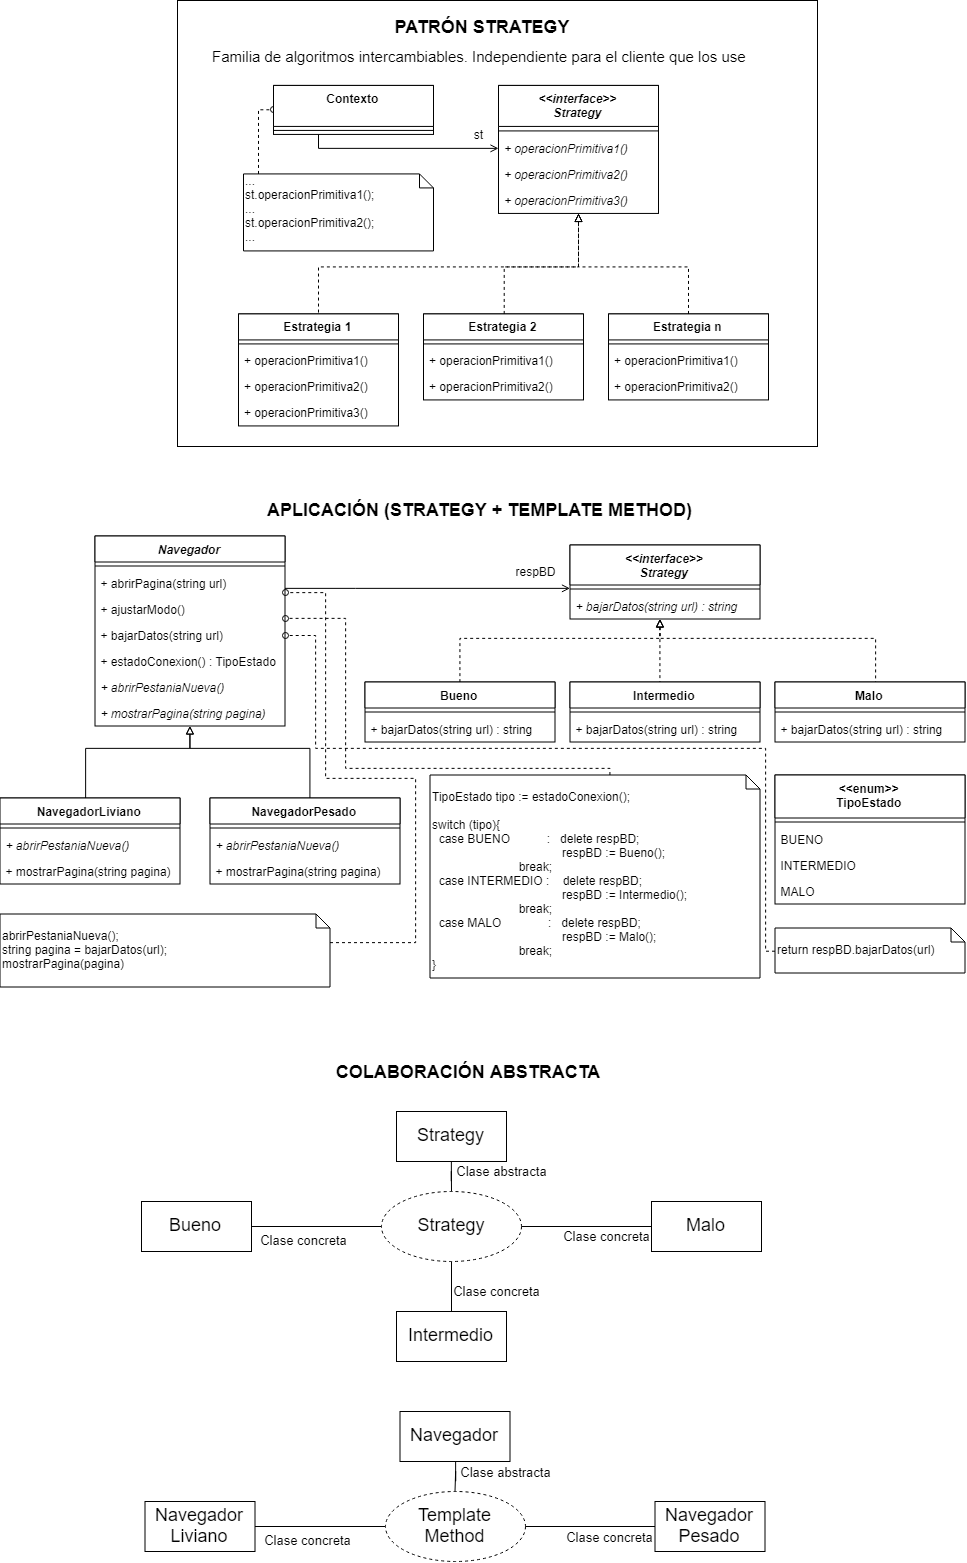 PATRÓN STRATEGY
Familia de algoritmos intercambiables. Independiente para el cliente que los use
Contexto
<<interface>>
Strategy
st
+ operacionPrimitiva1()
+ operacionPrimitiva2()
+ operacionPrimitiva3()
...
st.operacionPrimitiva1();
...
st.operacionPrimitiva2();
...
Estrategia 1
+ operacionPrimitiva1()
+ operacionPrimitiva2()
+ operacionPrimitiva3()
Estrategia 2
+ operacionPrimitiva1()
+ operacionPrimitiva2()
Estrategia n
+ operacionPrimitiva1()
+ operacionPrimitiva2()
APLICACIÓN (STRATEGY + TEMPLATE METHOD)
Navegador
+ abrirPagina(string url)
+ ajustarModo()
+ bajarDatos(string url)
+ estadoConexion() : TipoEstado
+ abrirPestaniaNueva()
+ mostrarPagina(string pagina)
respBD
<<interface>>
Strategy
+ bajarDatos(string url) : string
Bueno
+ bajarDatos(string url) : string
Intermedio
+ bajarDatos(string url) : string
Malo
+ bajarDatos(string url) : string
NavegadorLiviano
+ abrirPestaniaNueva()
+ mostrarPagina(string pagina)
NavegadorPesado
+ abrirPestaniaNueva()
+ mostrarPagina(string pagina)
TipoEstado tipo := estadoConexion();
switch (tipo){
case BUENO : delete respBD;
respBD := Bueno();
break;
case INTERMEDIO : delete respBD;
respBD := Intermedio();
break;
case MALO : delete respBD;
respBD := Malo();
break;
}
<<enum>>
TipoEstado
BUENO
INTERMEDIO
MALO
abrirPestaniaNueva();
string pagina = bajarDatos(url);
mostrarPagina(pagina)
return respBD.bajarDatos(url)
COLABORACIÓN ABSTRACTA
Strategy
Clase abstracta
Bueno
Clase concreta
Strategy
Clase concreta
Malo
Clase concreta
Intermedio
Navegador
Clase abstracta
Navegador
Liviano
Clase concreta
Template
Method
Clase concreta
Navegador
Pesado